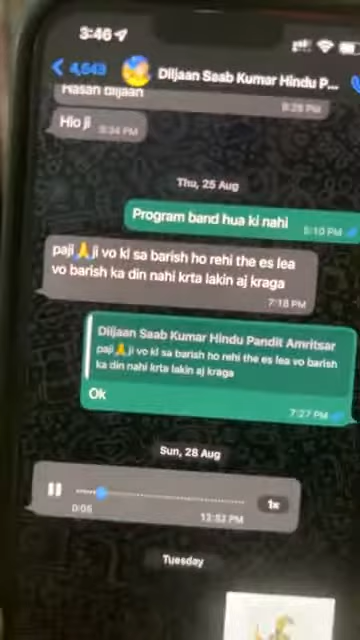 3:46
4,643
Diljaan Saab Kumar Hindu P...
Hasan diljaan
8:28 PM
Hlo ji
8:34 PM
Thu, 25 Aug
Program band hua ki nahi
5:10 PM
paji🙏ji vo kl sa barish ho rehi the es lea
vo barish ka din nahi krta lakin aj kraga
7:18 PM
Diljaan Saab Kumar Hindu Pandit Amritsar
paji🙏ji vo kl sa barish ho rehi the es lea vo barish
ka din nahi krta lakin aj kraga
Ok
7:27 PM
Sun, 28 Aug
1x
0:05
12:52 PM
Tuesday